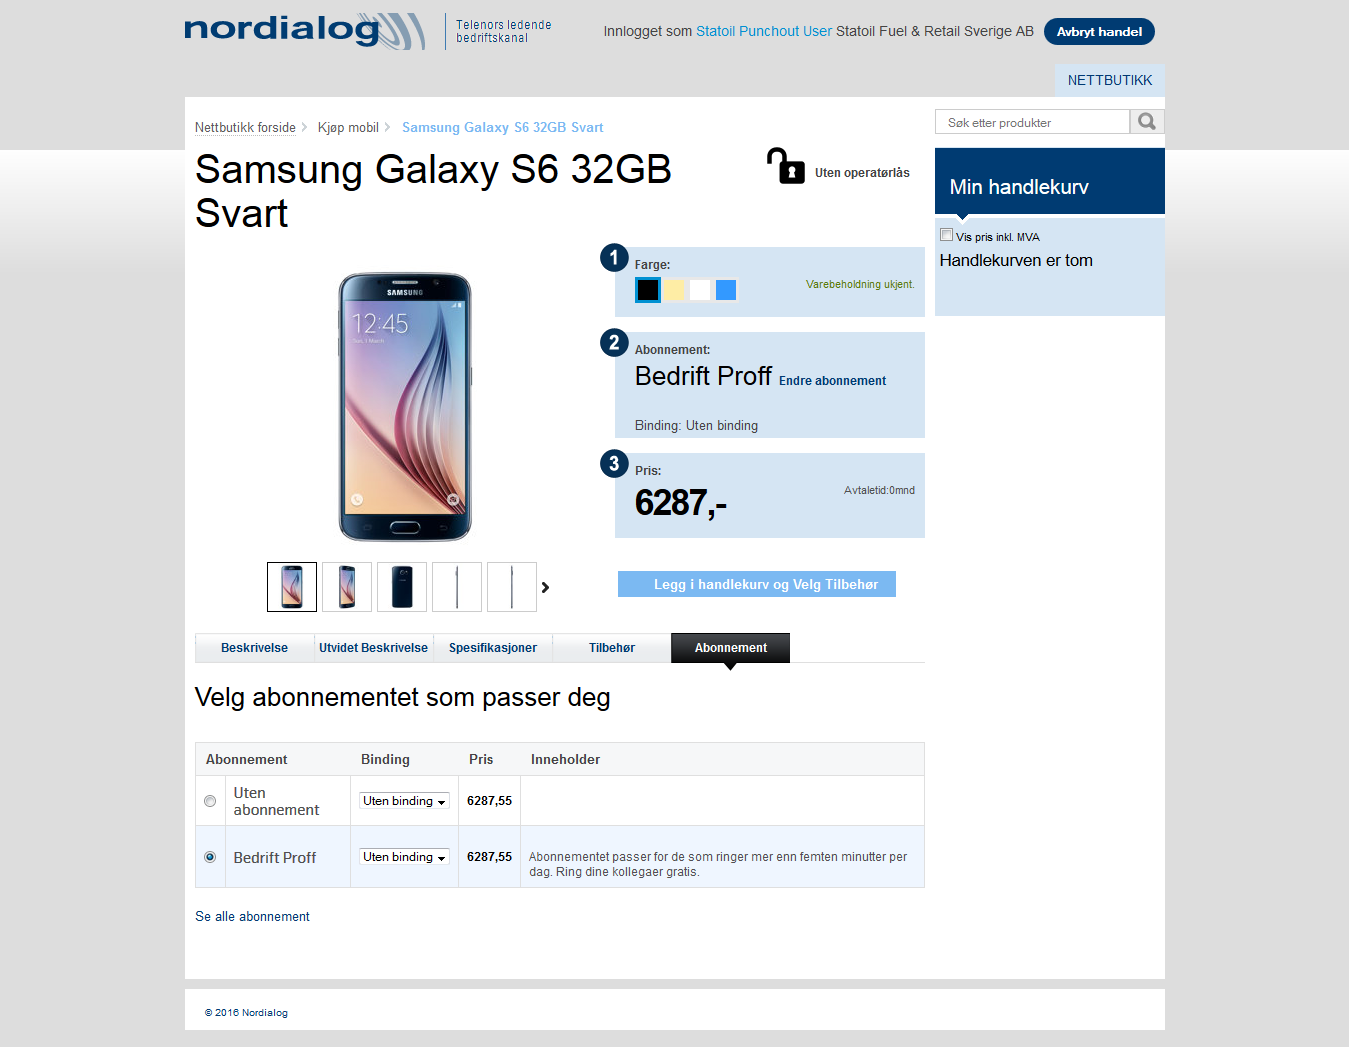 nordialog
Telenors ledende
bedriftskanal
Innlogget som Statoil Punchout User Statoil Fuel & Retail Sverige AB
Avbryt handel
NETTBUTIKK
Nettbutikk forside
Kjøp mobil
Samsung Galaxy S6 32GB Svart
Søk etter produkter
Samsung Galaxy S6 32GB
Svart
Uten operatørlås
Min handlekurv
Vis pris inkl. MVA
Handlekurven er tom
1
Farge:
Varebeholdning ukjent.
SAMSUNG
12:45
Sun, 1 March
2
Abonnement:
Bedrift Proff Endre abonnement
Binding: Uten binding
3
Pris:
6287,-
Avtaletid:0mnd
Legg i handlekurv og Velg Tilbehør
Beskrivelse
Utvidet Beskrivelse
Spesifikasjoner
Tilbehør
Abonnement
Velg abonnementet som passer deg
Abonnement Binding Pris Inneholder
Uten
abonnement
Uten binding
6287,55
Bedrift Proff
Uten binding
6287,55
Abonnementet passer for de som ringer mer enn femten minutter per
dag. Ring dine kollegaer gratis.
Se alle abonnement
© 2016 Nordialog